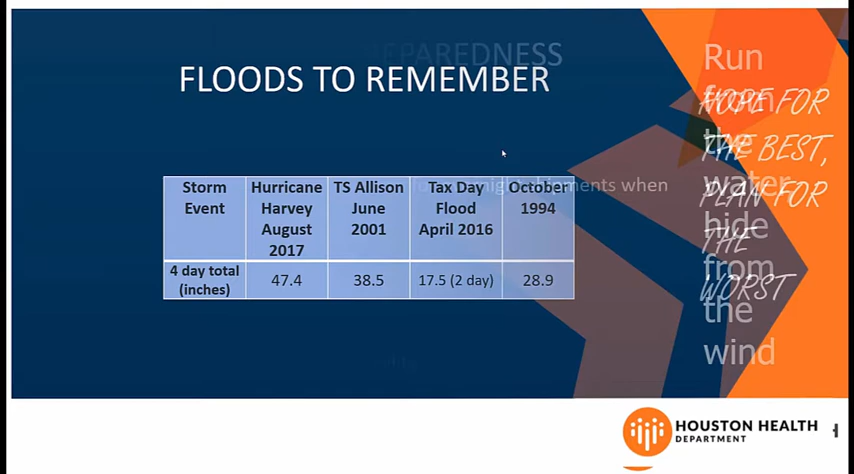 PREPAREDNESS
FLOODS TO REMEMBER
Run
from
the
water
hide
from
the
wind
HOPE FOR
THE BEST,
PLAN FOR
THE
WORST
Storm Event
Hurricane Harvey August 2017
TS Allison June 2001
Tax Day Flood April 2016
October 1994
4 day total (inches)
47.4
38.5
17.5 (2 day)
28.9
when
HOUSTON HEALTH
DEPARTMENT